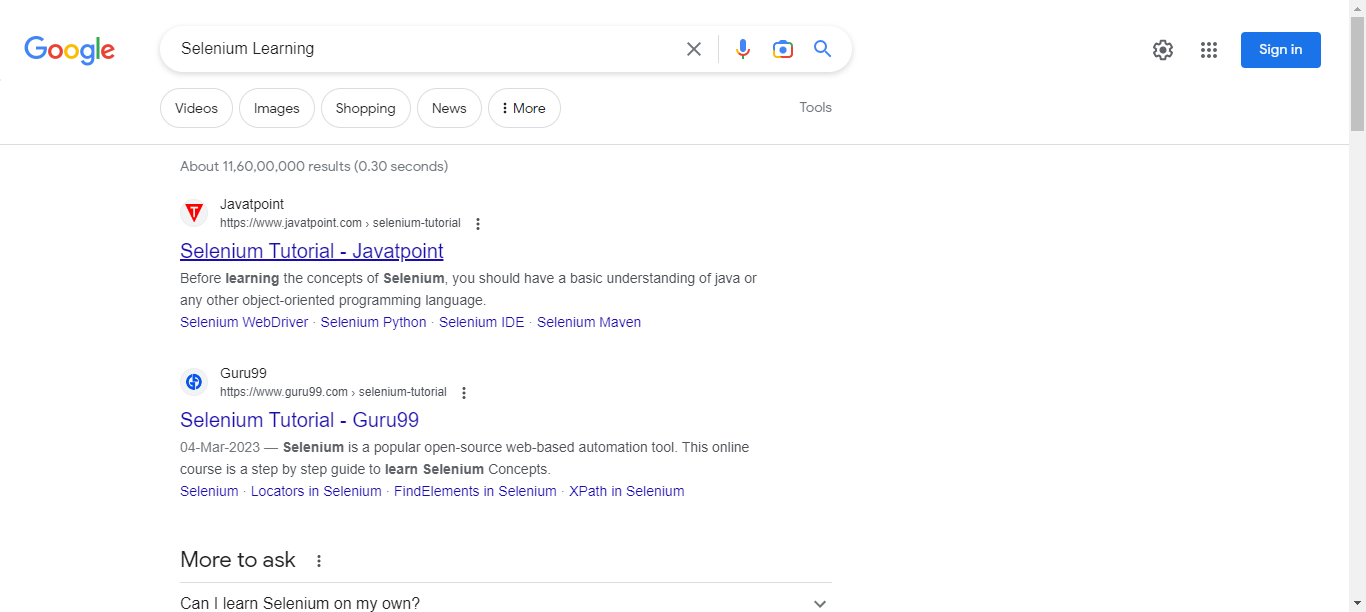 Google
Selenium Learning
Sign in
Videos
Images
Shopping
News
More
Tools
About 11,60,00,000 results (0.30 seconds)
Javatpoint
https://www.javatpoint.com › selenium-tutorial
Selenium Tutorial - Javatpoint
Before learning the concepts of Selenium, you should have a basic understanding of java or
any other object-oriented programming language.
Selenium WebDriver · Selenium Python · Selenium IDE · Selenium Maven
Guru99
https://www.guru99.com › selenium-tutorial
Selenium Tutorial - Guru99
04-Mar-2023 — Selenium is a popular open-source web-based automation tool. This online
course is a step by step guide to learn Selenium Concepts.
Selenium · Locators in Selenium · FindElements in Selenium · XPath in Selenium
More to ask
Can I learn Selenium on my own?